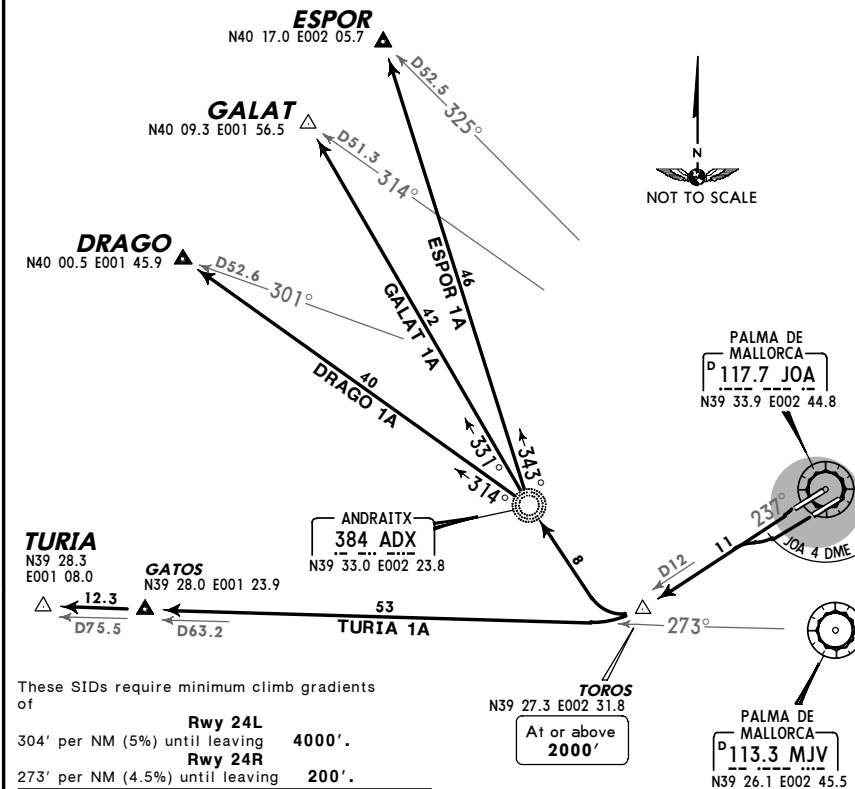 ESPOR
N40 17.0 E002 05.7
D52.5
325°
GALAT
N40 09.3 E001 56.5
D51.3
314°
N
NOT TO SCALE
DRAGO
N40 00.5 E001 45.9
D52.6
301°
46
ESPOR 1A
42
GALAT 1A
40
DRAGO 1A
PALMA DE
MALLORCA
D 117.7 JOA
N39 33.9 E002 44.8
343°
331°
314°
237°
ANDRAITX
384 ADX
N39 33.0 E002 23.8
JOA 4 DME
11
D12
8
TURIA
N39 28.3
E001 08.0
GATOS
N39 28.0 E001 23.9
12.3
D75.5
D63.2
53
TURIA 1A
273°
TOROS
N39 27.3 E002 31.8
At or above
2000'
PALMA DE
MALLORCA
D 113.3 MJV
N39 26.1 E002 45.5
These SIDs require minimum climb gradients
of
Rwy 24L
304' per NM (5%) until leaving 4000'.
Rwy 24R
273' per NM (4.5%) until leaving 200'.